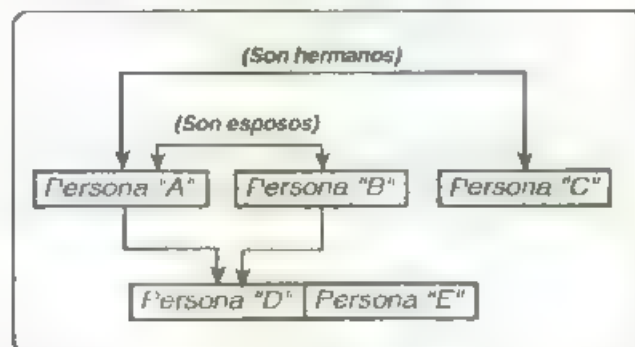 (Son hermanos)
(Son esposos)
Persona "A" Persona "B" Persona "C"
Persona "D" Persona "E"